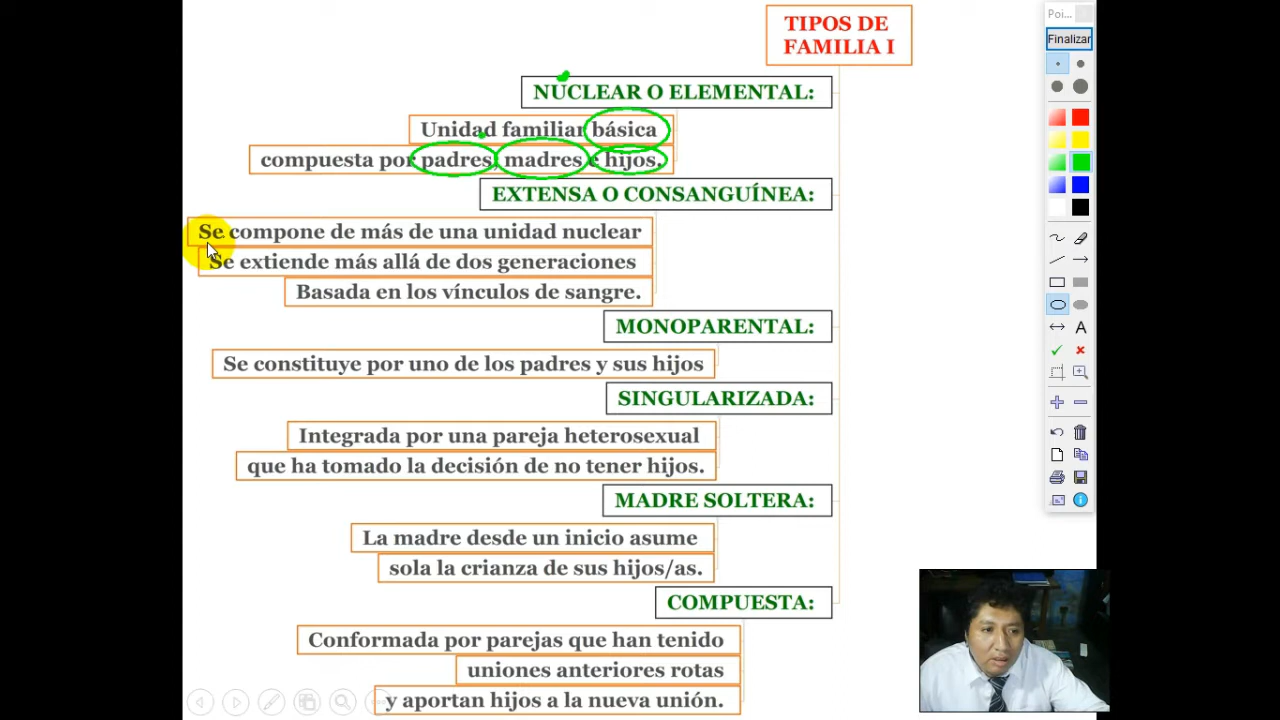 TIPOS DE
FAMILIA I
NUCLEAR O ELEMENTAL:
Unidad familiar básica
compuesta por padres, madres e hijos.
EXTENSA O CONSANGUÍNEA:
Se compone de más de una unidad nuclear
Se extiende más allá de dos generaciones
Basada en los vínculos de sangre.
MONOPARENTAL:
Se constituye por uno de los padres y sus hijos
SINGULARIZADA:
Integrada por una pareja heterosexual
que ha tomado la decisión de no tener hijos.
MADRE SOLTERA:
La madre desde un inicio asume
sola la crianza de sus hijos/as.
COMPUESTA:
Conformada por parejas que han tenido
uniones anteriores rotas
y aportan hijos a la nueva unión.
Poi...
Finalizar
A